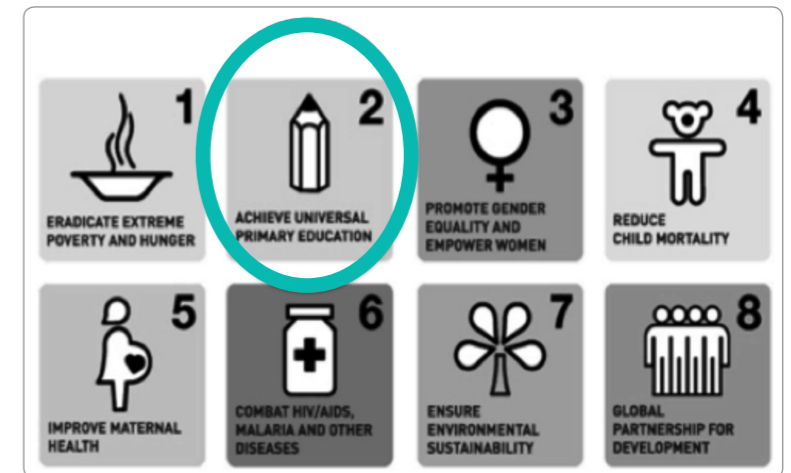 1
ERADICATE EXTREME
POVERTY AND HUNGER
2
ACHIEVE UNIVERSAL
PRIMARY EDUCATION
3
PROMOTE GENDER
EQUALITY AND
EMPOWER WOMEN
4
REDUCE
CHILD MORTALITY
5
IMPROVE MATERNAL
HEALTH
6
COMBAT HIV/AIDS,
MALARIA AND OTHER
DISEASES
7
ENSURE
ENVIRONMENTAL
SUSTAINABILITY
8
GLOBAL
PARTNERSHIP FOR
DEVELOPMENT